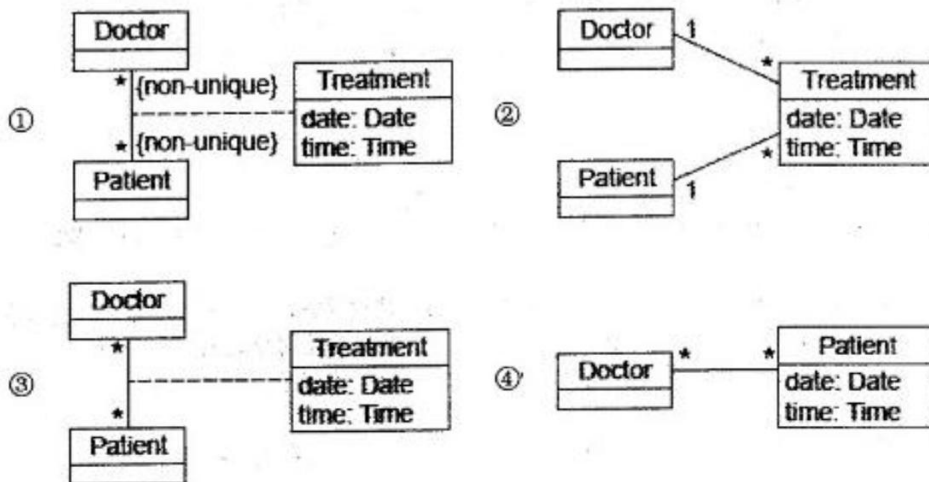 ①
Doctor
* {non-unique}
* {non-unique}
Patient
Treatment
date: Date
time: Time
②
Doctor
1
*
Patient
1
*
Treatment
date: Date
time: Time
③
Doctor
*
*
Patient
Treatment
date: Date
time: Time
④
Doctor
* *
Patient
date: Date
time: Time